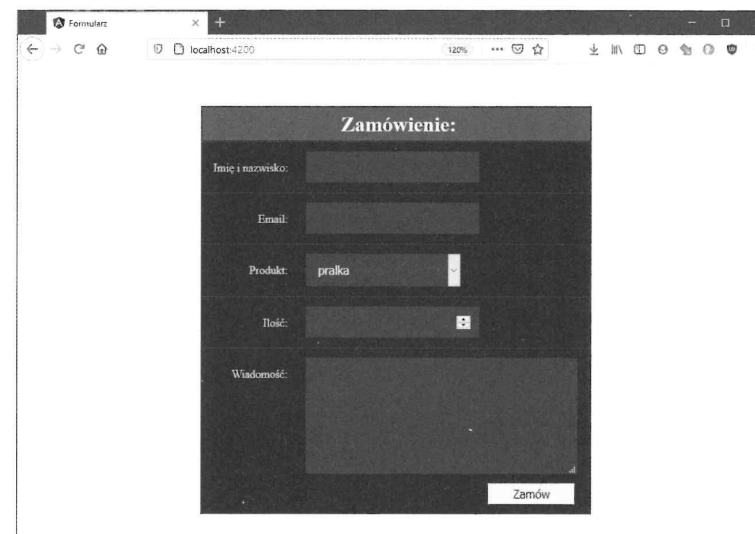 Formularz
localhost:4200
120%
Zamówienie:
Imię i nazwisko:
Email:
Produkt:
pralka
Ilość:
Wiadomość:
Zamów